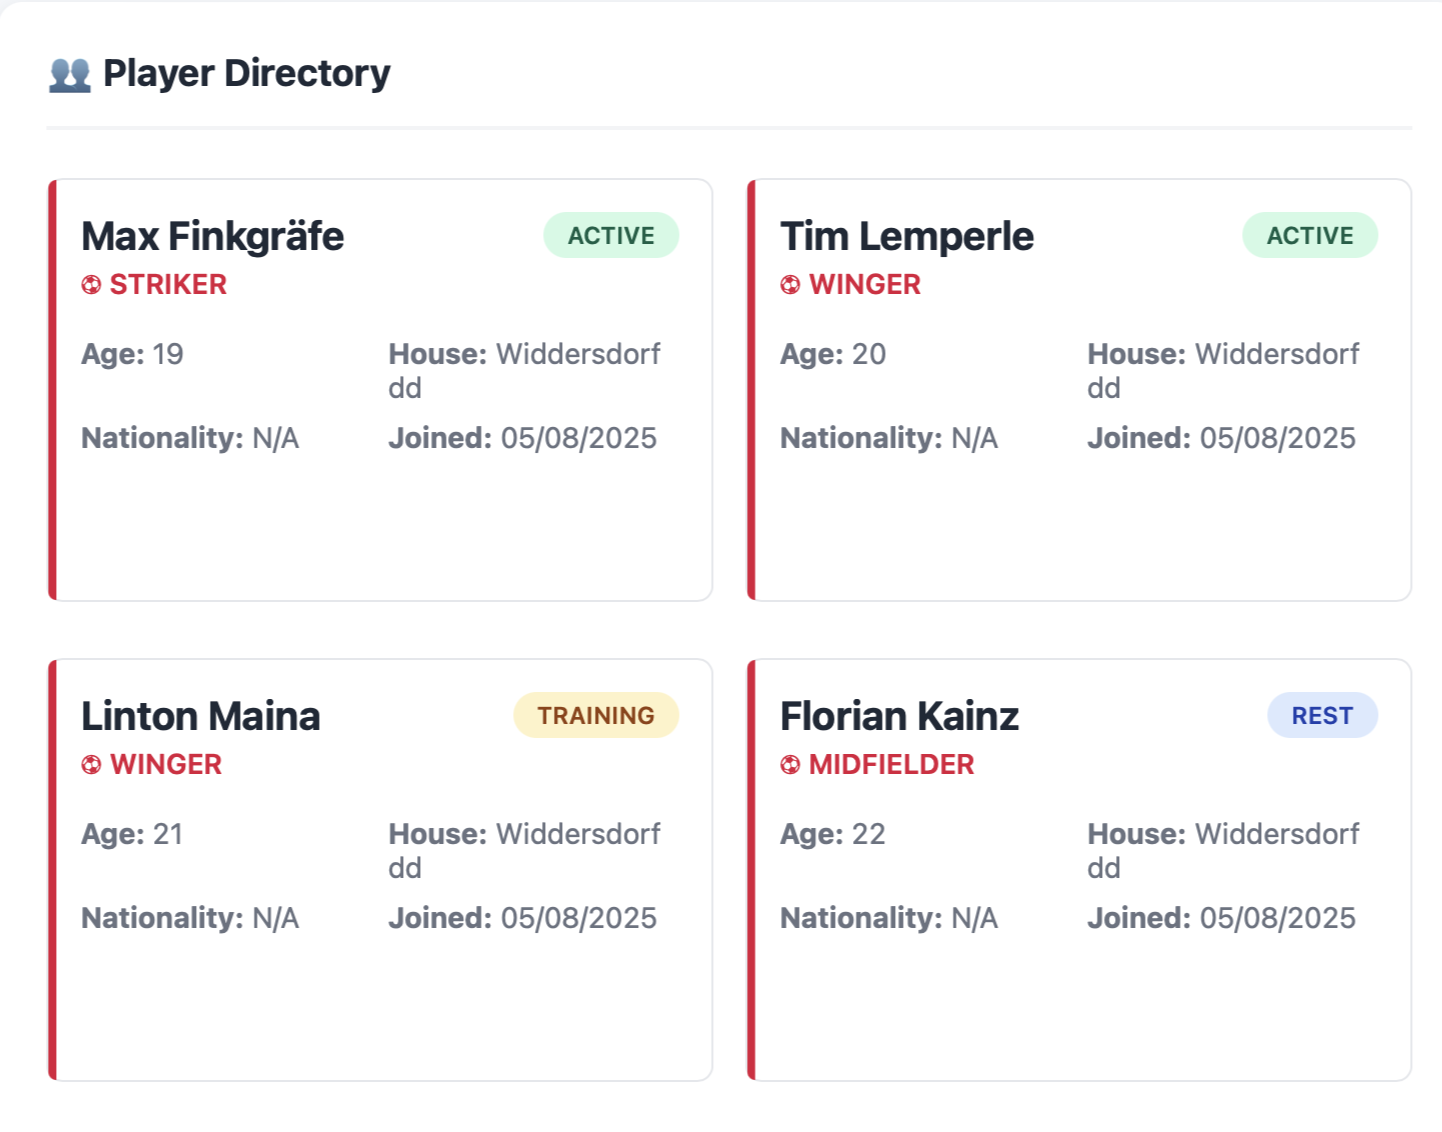 👥 Player Directory
Max Finkgräfe
ACTIVE
⚽ STRIKER
Age: 19
House: Widdersdorf
dd
Nationality: N/A
Joined: 05/08/2025
Tim Lemperle
ACTIVE
⚽ WINGER
Age: 20
House: Widdersdorf
dd
Nationality: N/A
Joined: 05/08/2025
Linton Maina
TRAINING
⚽ WINGER
Age: 21
House: Widdersdorf
dd
Nationality: N/A
Joined: 05/08/2025
Florian Kainz
REST
⚽ MIDFIELDER
Age: 22
House: Widdersdorf
dd
Nationality: N/A
Joined: 05/08/2025